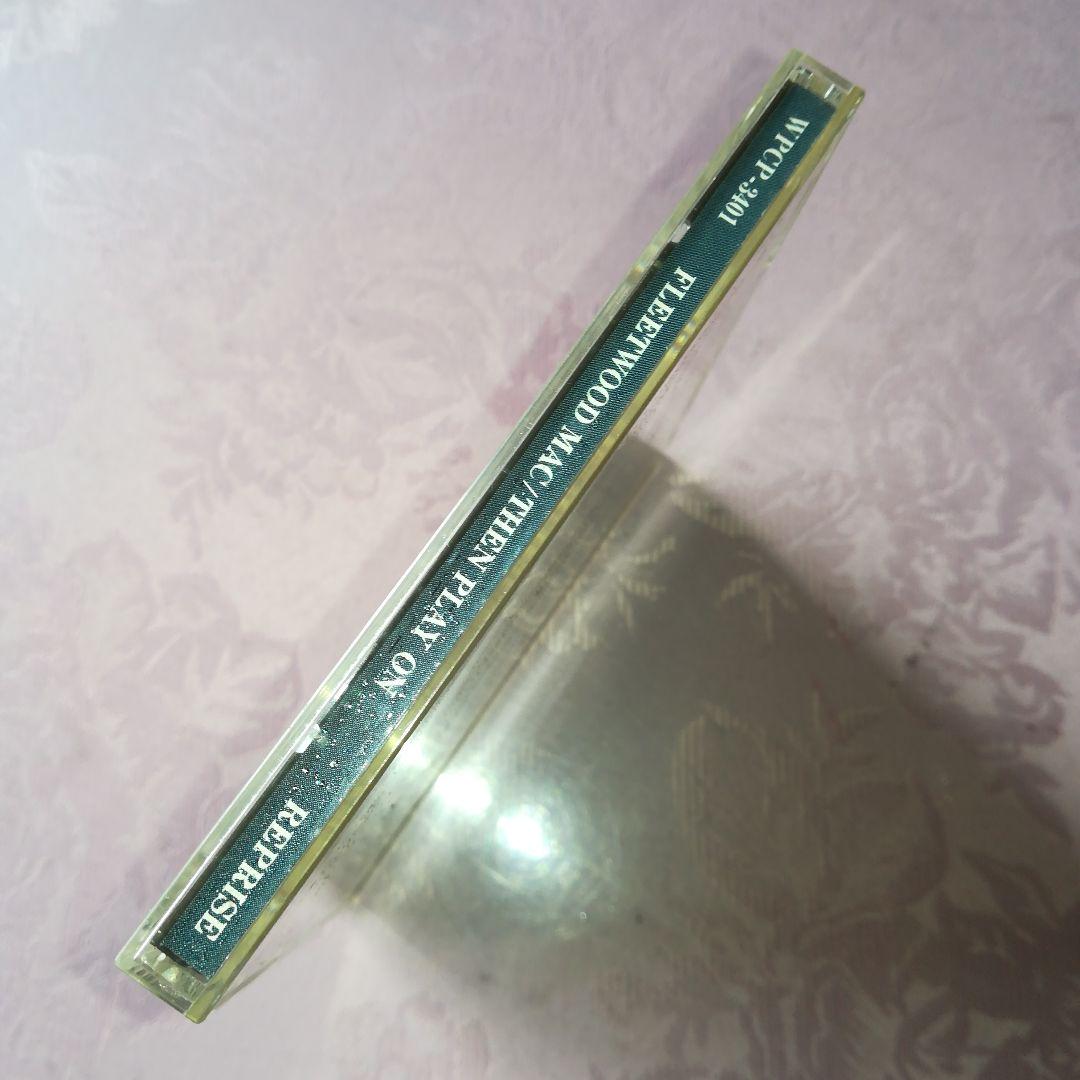 WPCP-3401 FLEETWOOD MAC/THEN PLAY ON REPRISE